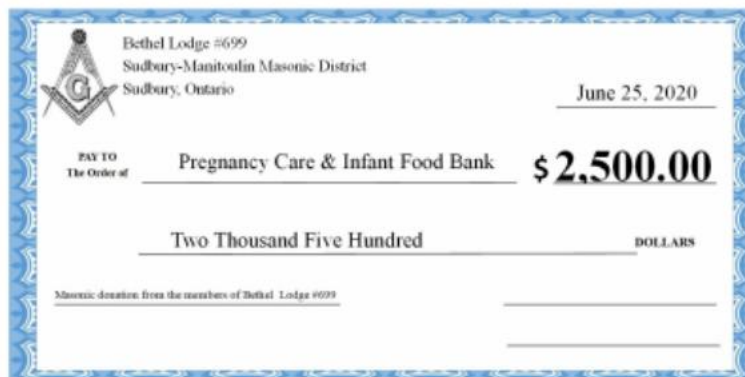 Bethel Lodge #699
Sudbury-Manitoulin Masonic District
Sudbury, Ontario
G
June 25, 2020
PAY TO
The Order of
Pregnancy Care & Infant Food Bank
$2,500.00
Two Thousand Five Hundred DOLLARS
Masonic donation from the members of Bethel Lodge #699